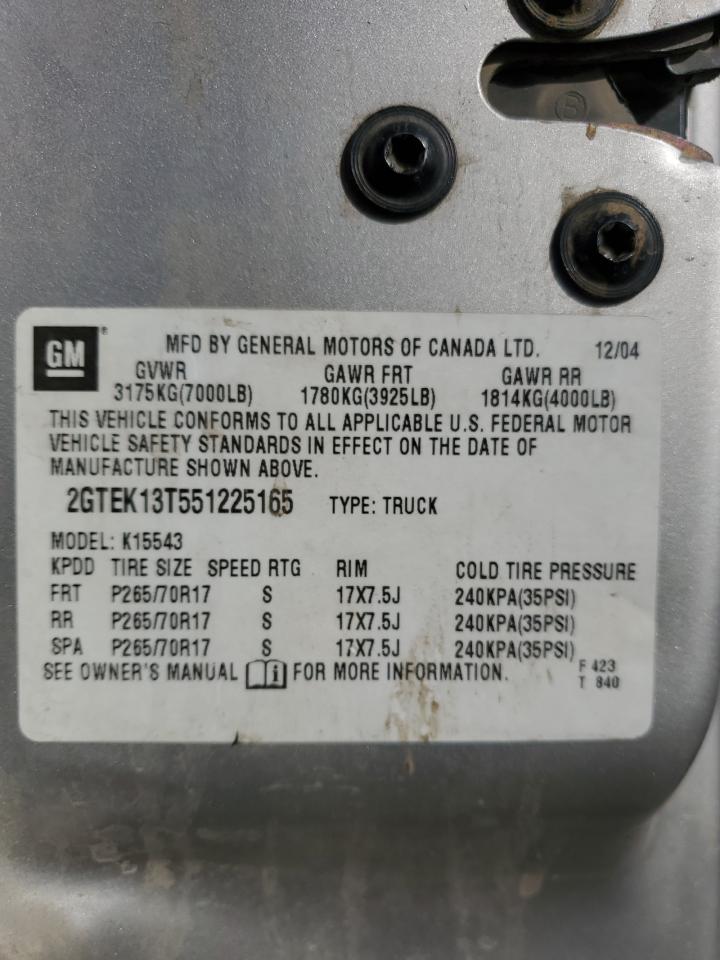 B
GM ® MFD BY GENERAL MOTORS OF CANADA LTD. 12/04
GVWR GAWR FRT GAWR RR
3175KG(7000LB) 1780KG(3925LB) 1814KG(4000LB)
THIS VEHICLE CONFORMS TO ALL APPLICABLE U.S. FEDERAL MOTOR
VEHICLE SAFETY STANDARDS IN EFFECT ON THE DATE OF
MANUFACTURE SHOWN ABOVE.
2GTEK13T551225165 TYPE: TRUCK
MODEL: K15543
KPDD TIRE SIZE SPEED RTG RIM COLD TIRE PRESSURE
FRT P265/70R17 S 17X7.5J 240KPA(35PSI)
RR P265/70R17 S 17X7.5J 240KPA(35PSI)
SPA P265/70R17 S 17X7.5J 240KPA(35PSI)
SEE OWNER'S MANUAL i FOR MORE INFORMATION. F 423
T 840